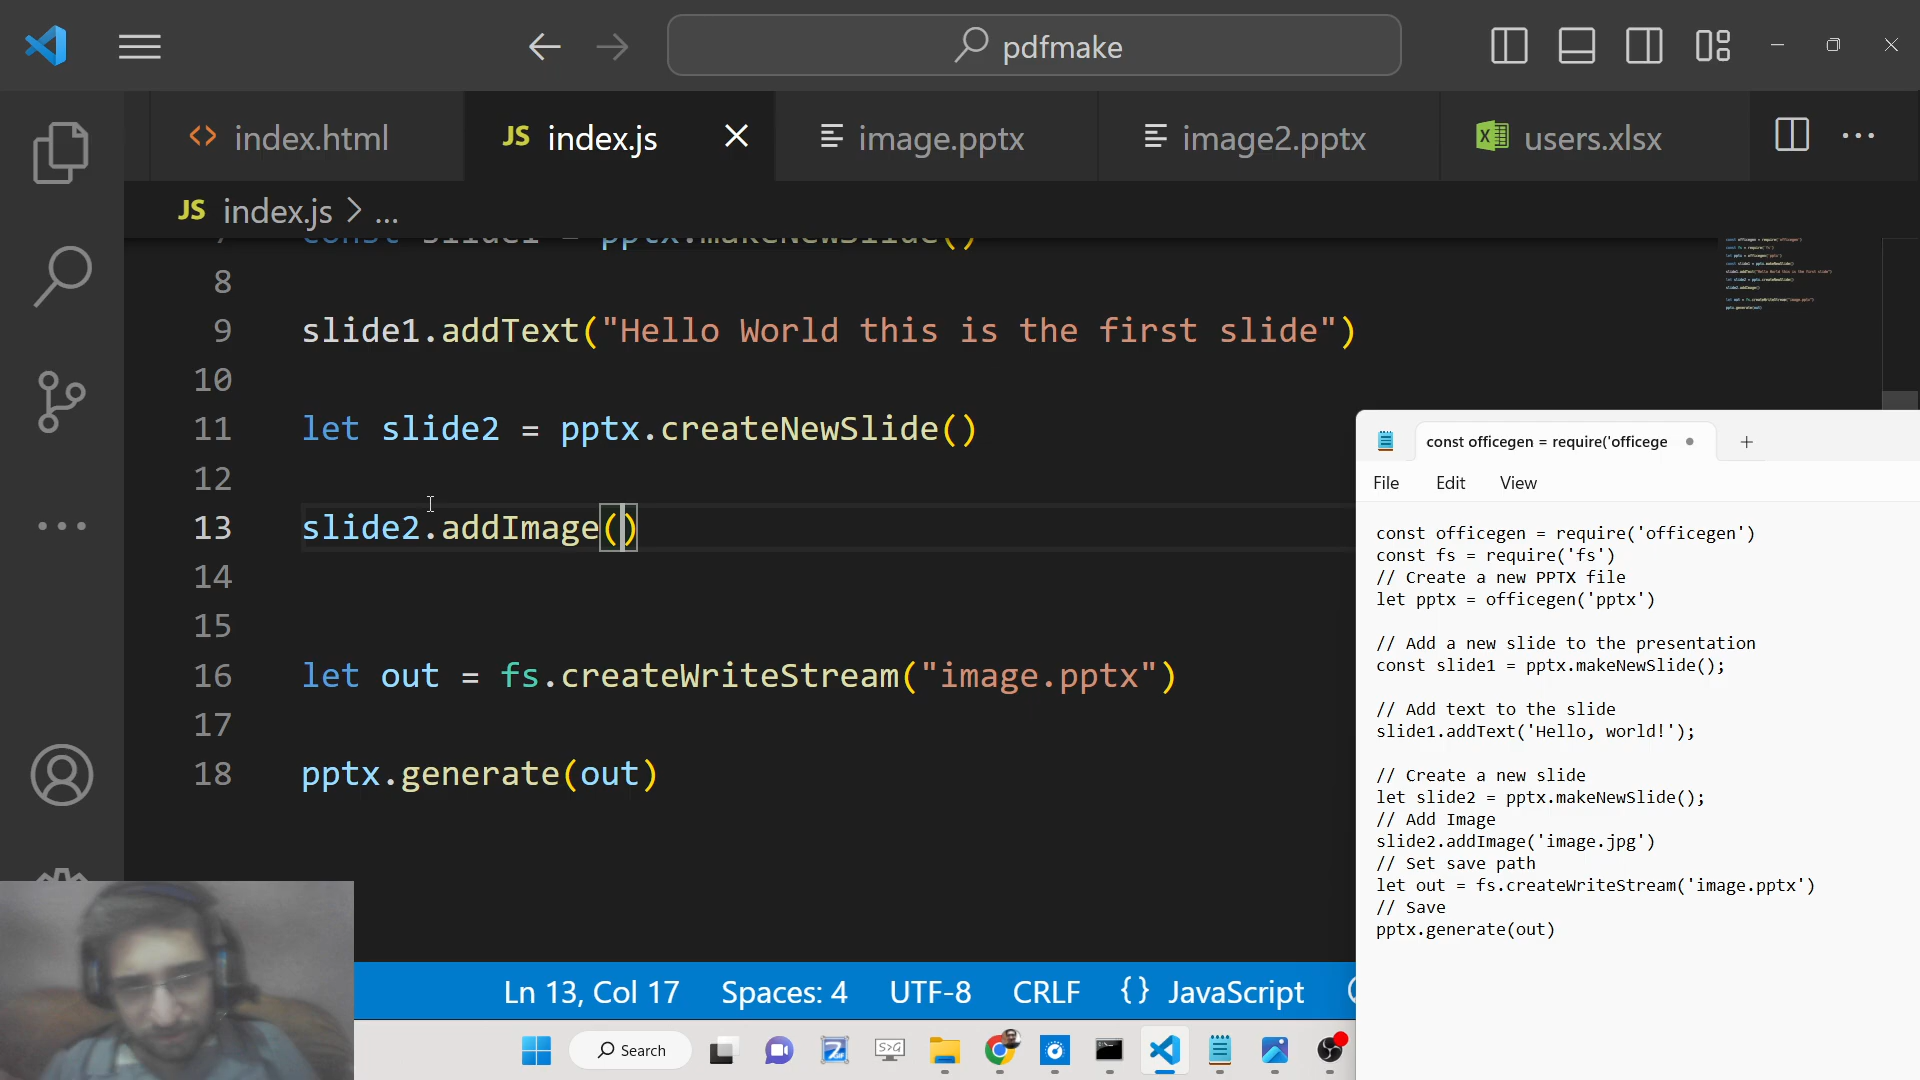 pdfmake
index.html
JS index.js
image.pptx
image2.pptx
users.xlsx
JS index.js > ...
7 const slide1 = pptx.makeNewSlide()
8
9 slide1.addText("Hello World this is the first slide")
10
11 let slide2 = pptx.createNewSlide()
12
13 slide2.addImage()
14
15
16 let out = fs.createWriteStream("image.pptx")
17
18 pptx.generate(out)
const officegen = require('officege
File Edit View
const officegen = require('officegen')
const fs = require('fs')
// Create a new PPTX file
let pptx = officegen('pptx')
// Add a new slide to the presentation
const slide1 = pptx.makeNewSlide();
// Add text to the slide
slide1.addText('Hello, world!');
// Create a new slide
let slide2 = pptx.makeNewSlide();
// Add Image
slide2.addImage('image.jpg')
// Set save path
let out = fs.createWriteStream('image.pptx')
// Save
pptx.generate(out)
Ln 13, Col 17 Spaces: 4 UTF-8 CRLF {} JavaScript
Search